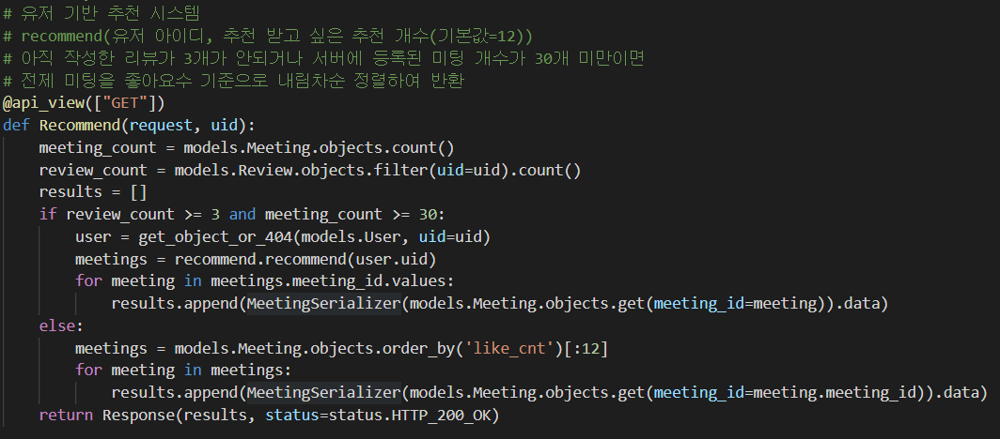 # 유저 기반 추천 시스템
# recommend(유저 아이디, 추천 받고 싶은 추천 개수(기본값=12))
# 아직 작성한 리뷰가 3개가 안되거나 서버에 등록된 미팅 개수가 30개 미만이면
# 전제 미팅을 좋아요수 기준으로 내림차순 정렬하여 반환
@api_view(["GET"])
def Recommend(request, uid):
    meeting_count = models.Meeting.objects.count()
    review_count = models.Review.objects.filter(uid=uid).count()
    results = []
    if review_count >= 3 and meeting_count >= 30:
        user = get_object_or_404(models.User, uid=uid)
        meetings = recommend.recommend(user.uid)
        for meeting in meetings.meeting_id.values:
            results.append(MeetingSerializer(models.Meeting.objects.get(meeting_id=meeting)).data)
    else:
        meetings = models.Meeting.objects.order_by('like_cnt')[:12]
        for meeting in meetings:
            results.append(MeetingSerializer(models.Meeting.objects.get(meeting_id=meeting.meeting_id)).data)
    return Response(results, status=status.HTTP_200_OK)